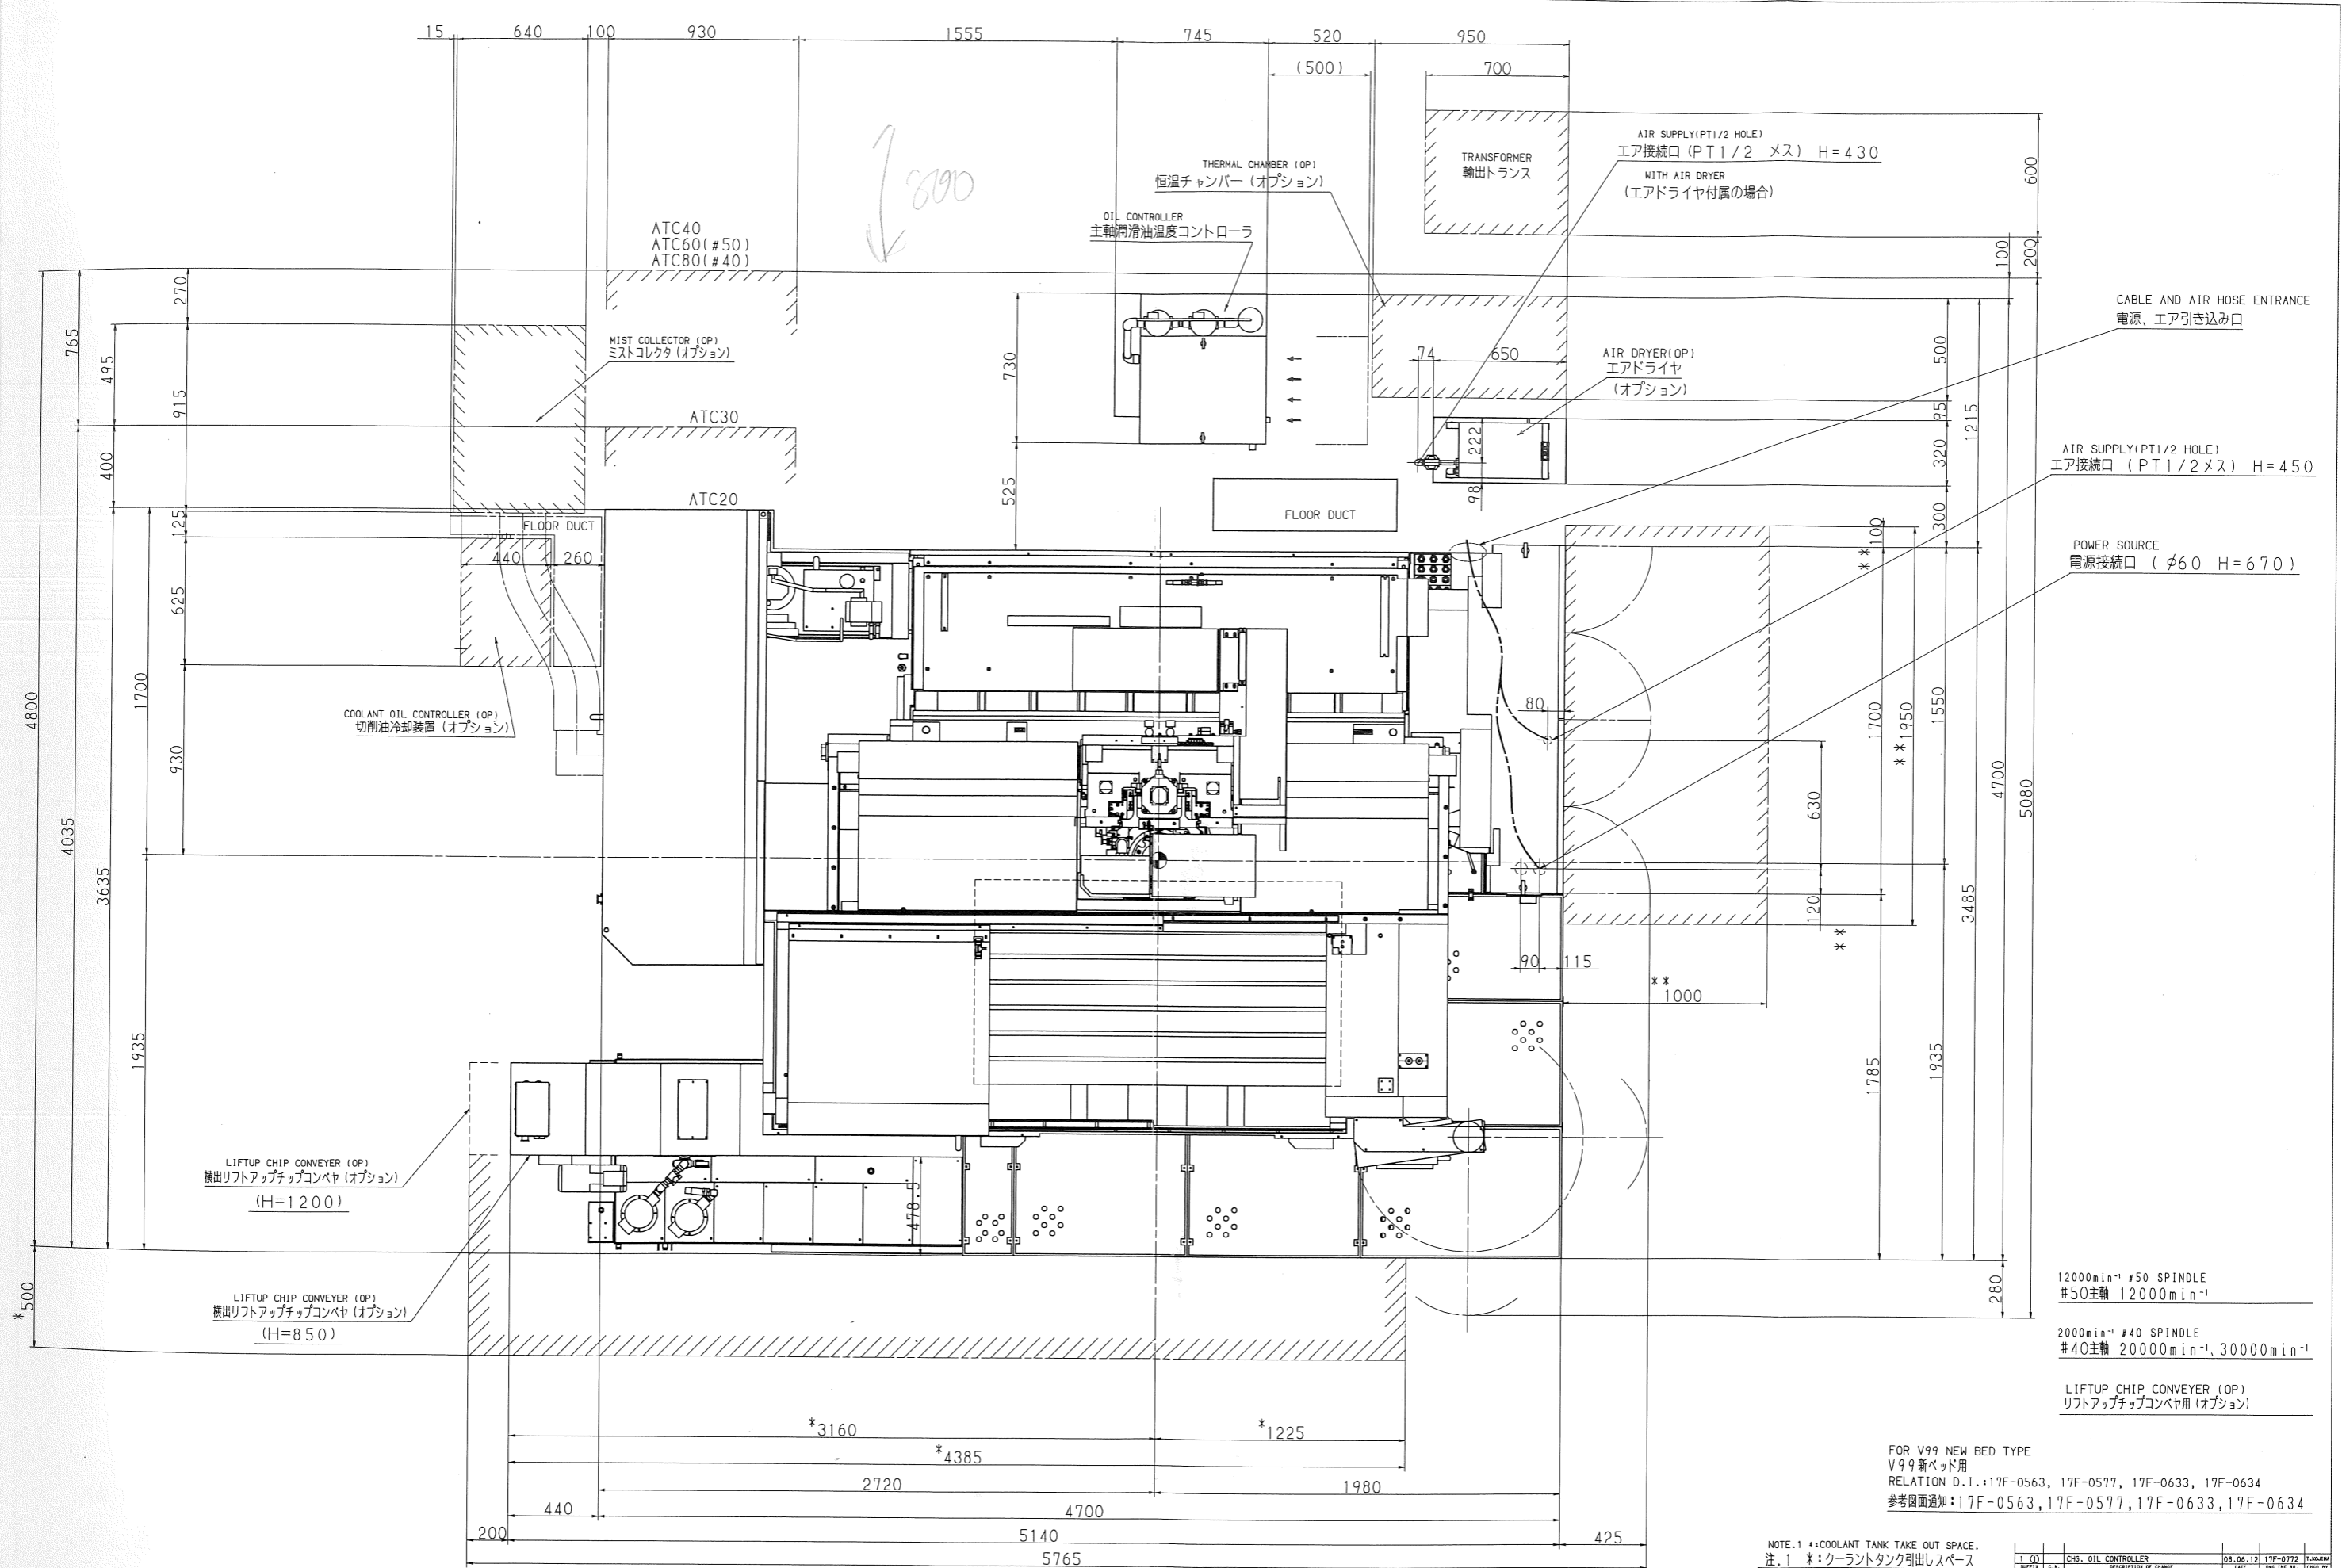 15 640 100 930 1555 745 520 950
(500) 700
AIR SUPPLY(PT1/2 HOLE)
エア接続口(PT1/2 メス) H=430
WITH AIR DRYER
(エアドライヤ付属の場合)
TRANSFORMER
輸出トランス
600
200
100
THERMAL CHAMBER (OP)
恒温チャンバー(オプション)
OIL CONTROLLER
主軸潤滑油温度コントローラ
ATC40
ATC60(#50)
ATC80(#40)
CABLE AND AIR HOSE ENTRANCE
電源、エア引き込み口
MIST COLLECTOR (OP)
ミストコレクタ(オプション)
AIR DRYER(OP)
エアドライヤ
(オプション)
74 650
222
98
ATC30
ATC20
270
765
495
915
400
125
625
1700
930
4800
4035
3635
1935
*500
730
525
500
95
320
300
1215
AIR SUPPLY(PT1/2 HOLE)
エア接続口 (PT1/2メス) H=450
POWER SOURCE
電源接続口 (φ60 H=670)
FLOOR DUCT
FLOOR DUCT
440 260
COOLANT OIL CONTROLLER (OP)
切削油冷却装置(オプション)
**100
1700
**1950
1550
4700
5080
80
630
120
3485
**
90 115
**
1000
1785
1935
280
478.5
LIFTUP CHIP CONVEYER (OP)
横出リフトアップチップコンベヤ(オプション)
(H=1200)
LIFTUP CHIP CONVEYER (OP)
横出リフトアップチップコンベヤ(オプション)
(H=850)
*3160 *1225
*4385
2720 1980
440 4700
200 5140 425
5765
12000min⁻¹ #50 SPINDLE
#50主軸 12000min⁻¹
2000min⁻¹ #40 SPINDLE
#40主軸 20000min⁻¹、30000min⁻¹
LIFTUP CHIP CONVEYER (OP)
リフトアップチップコンベヤ用(オプション)
FOR V99 NEW BED TYPE
V99新ベッド用
RELATION D.I.:17F-0563, 17F-0577, 17F-0633, 17F-0634
参考図面通知:17F-0563,17F-0577,17F-0633,17F-0634
NOTE.1 *:COOLANT TANK TAKE OUT SPACE.
注.1 *:クーラントタンク引出しスペース
1 ① CHG. OIL CONTROLLER 08.06.12 17F-0772